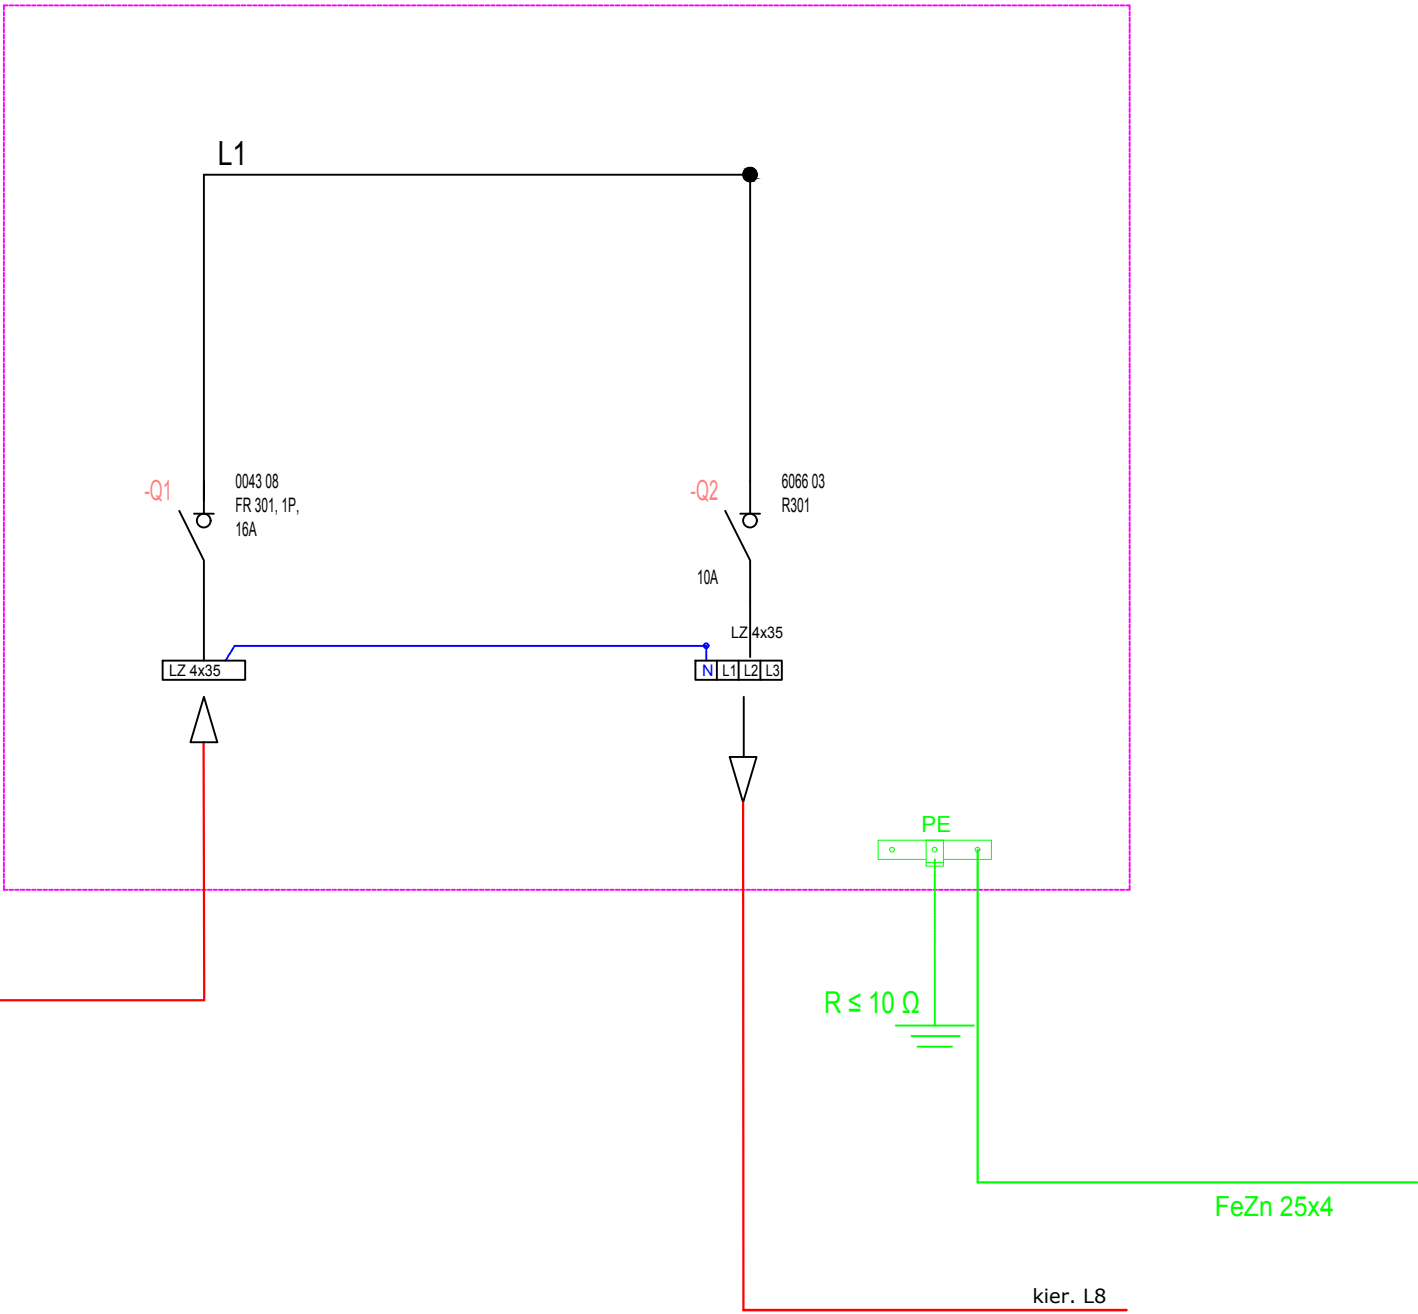 L1
-Q1
0043 08
FR 301, 1P,
16A
-Q2
6066 03
R301
10A
LZ 4x35
LZ 4x35
N L1 L2 L3
PE
R ≤ 10 Ω
FeZn 25x4
kier. L8